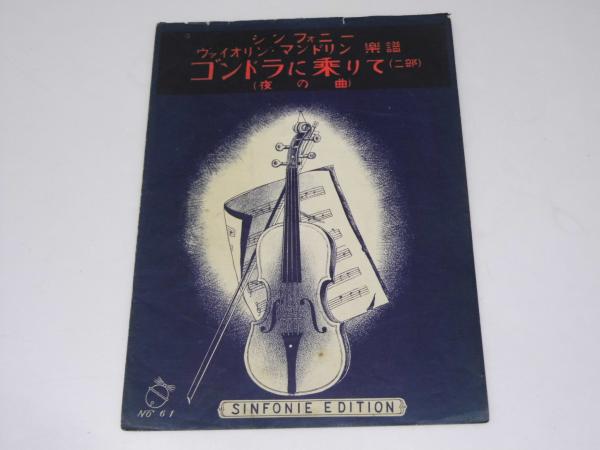 シンフォニー
ヴァイオリン・マンドリン 楽譜
ゴンドラに乗りて(二部)
(夜の曲)
No 61
SINFONIE EDITION